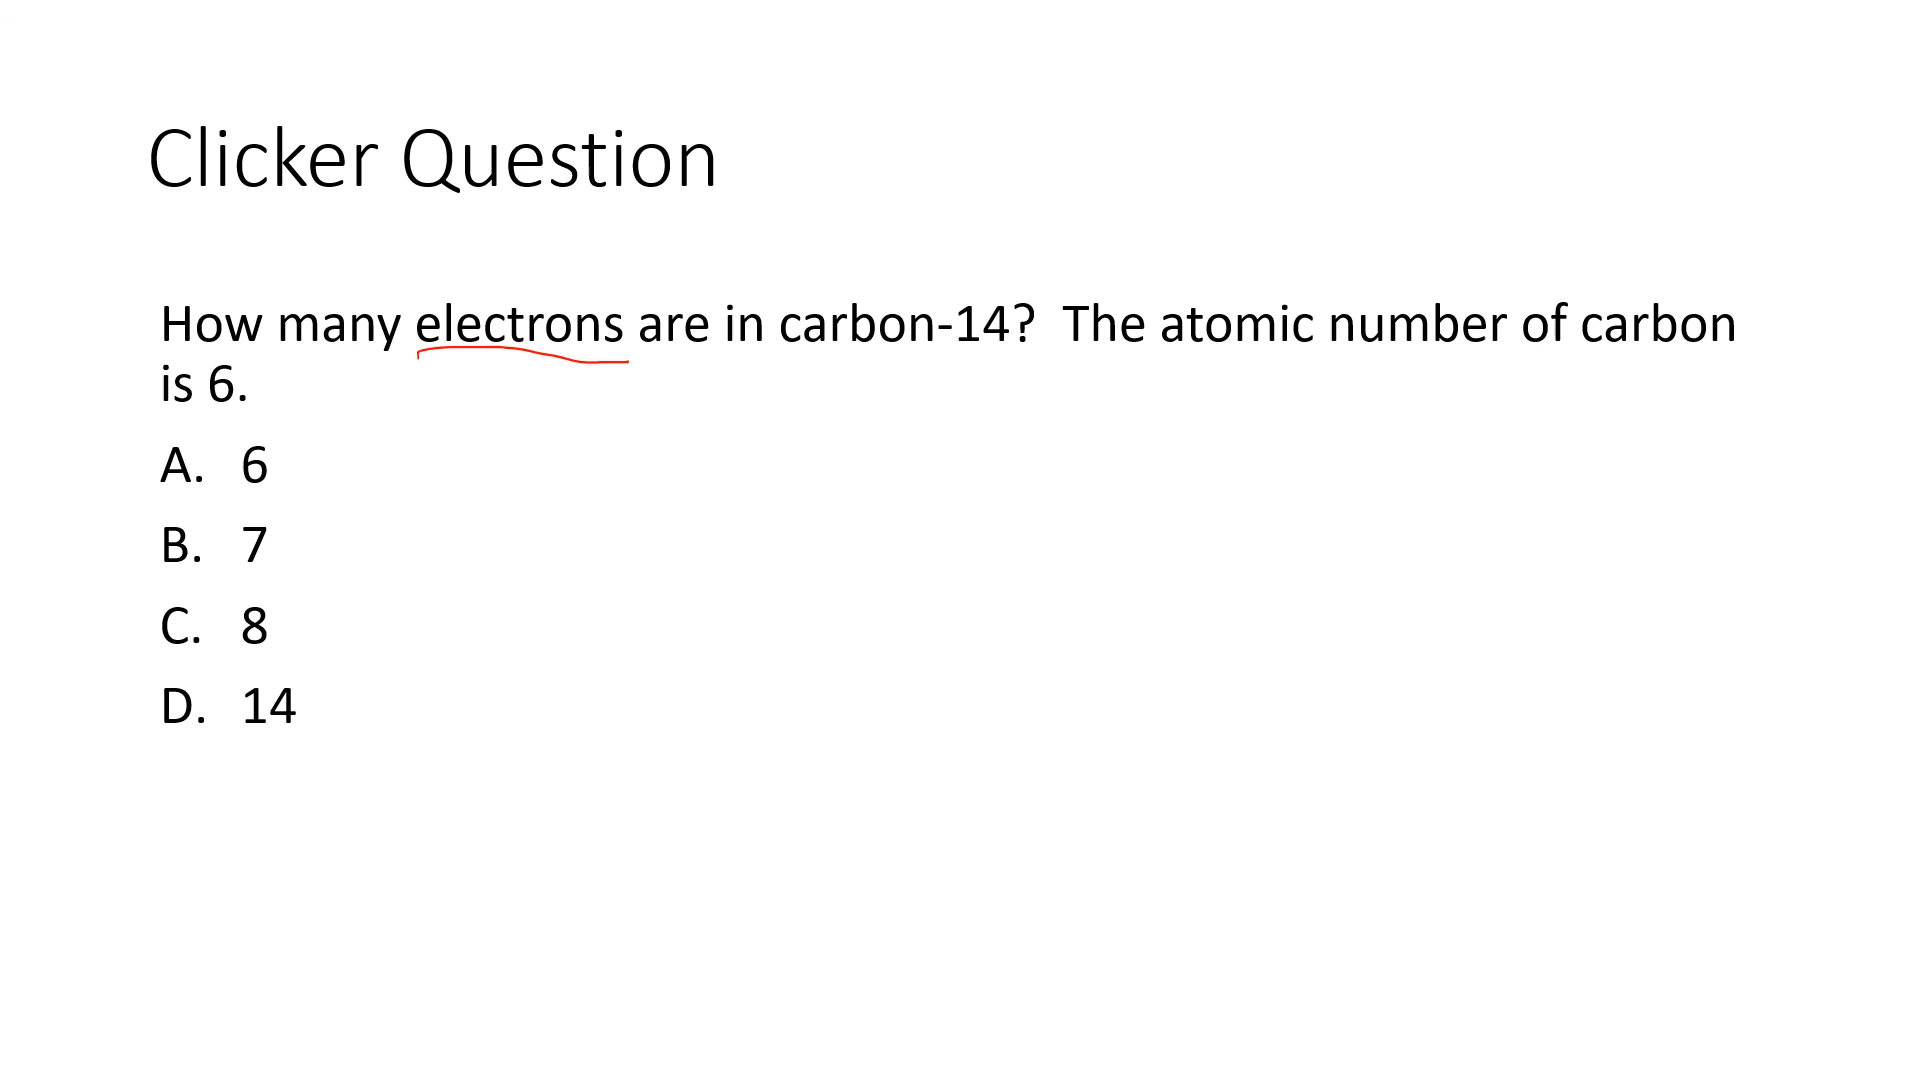 Clicker Question
How many electrons are in carbon-14?  The atomic number of carbon
is 6.
A. 6
B. 7
C. 8
D. 14